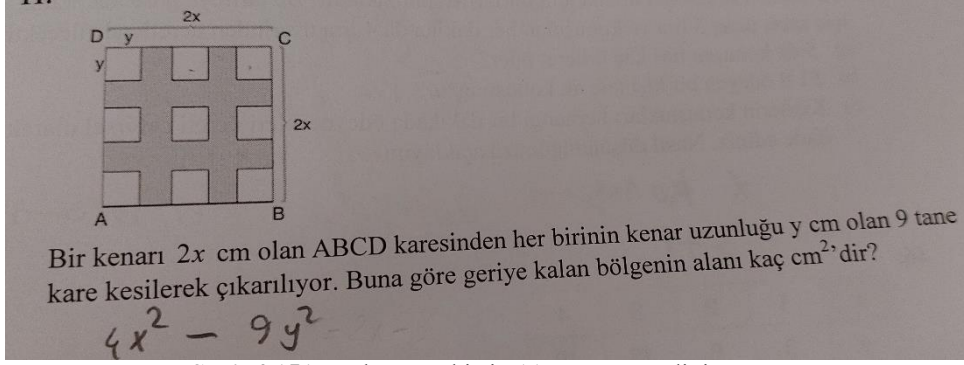 2x
D y C
y
2x
A B
Bir kenarı 2x cm olan ABCD karesinden her birinin kenar uzunluğu y cm olan 9 tane
kare kesilerek çıkarılıyor. Buna göre geriye kalan bölgenin alanı kaç cm²'dir?
4x² - 9y²